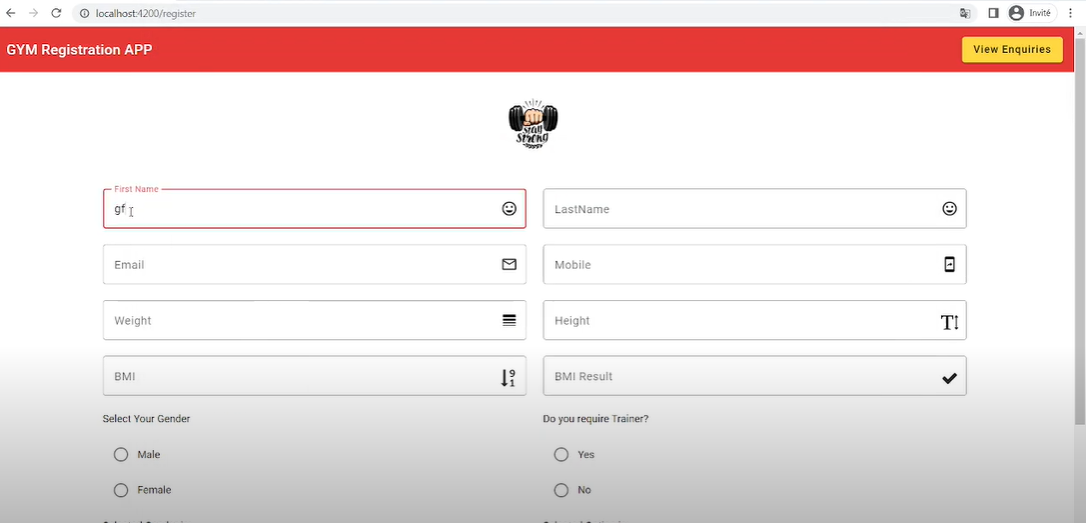 localhost:4200/register
Invité
GYM Registration APP
View Enquiries
STAY
STRONG
First Name
gf
LastName
Email
Mobile
Weight
Height
BMI
BMI Result
Select Your Gender
Do you require Trainer?
Male
Yes
Female
No